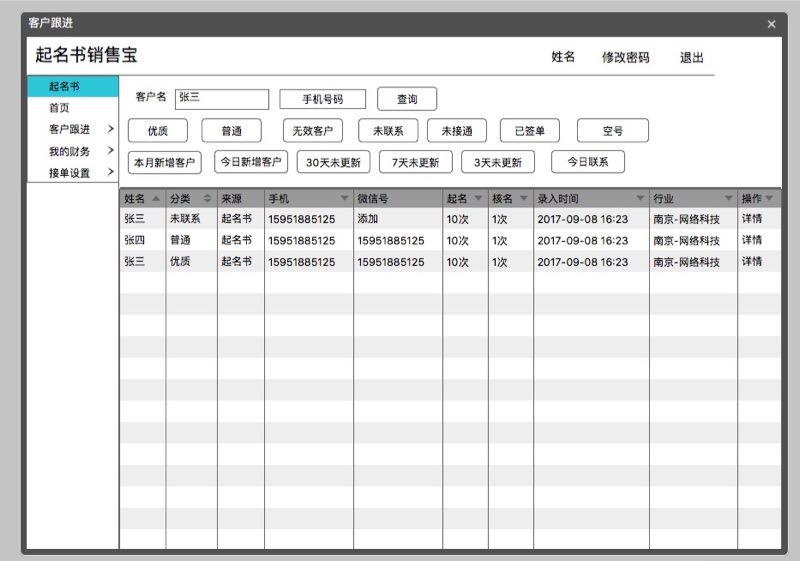 客户跟进
起名书销售宝 姓名 修改密码 退出
起名书
首页
客户跟进
我的财务
接单设置
客户名 张三 手机号码 查询
优质 普通 无效客户 未联系 未接通 已签单 空号
本月新增客户 今日新增客户 30天未更新 7天未更新 3天未更新 今日联系
姓名 分类 来源 手机 微信号 起名 核名 录入时间 行业 操作
张三 未联系 起名书 15951885125 添加 10次 1次 2017-09-08 16:23 南京-网络科技 详情
张四 普通 起名书 15951885125 15951885125 10次 1次 2017-09-08 16:23 南京-网络科技 详情
张三 优质 起名书 15951885125 15951885125 10次 1次 2017-09-08 16:23 南京-网络科技 详情